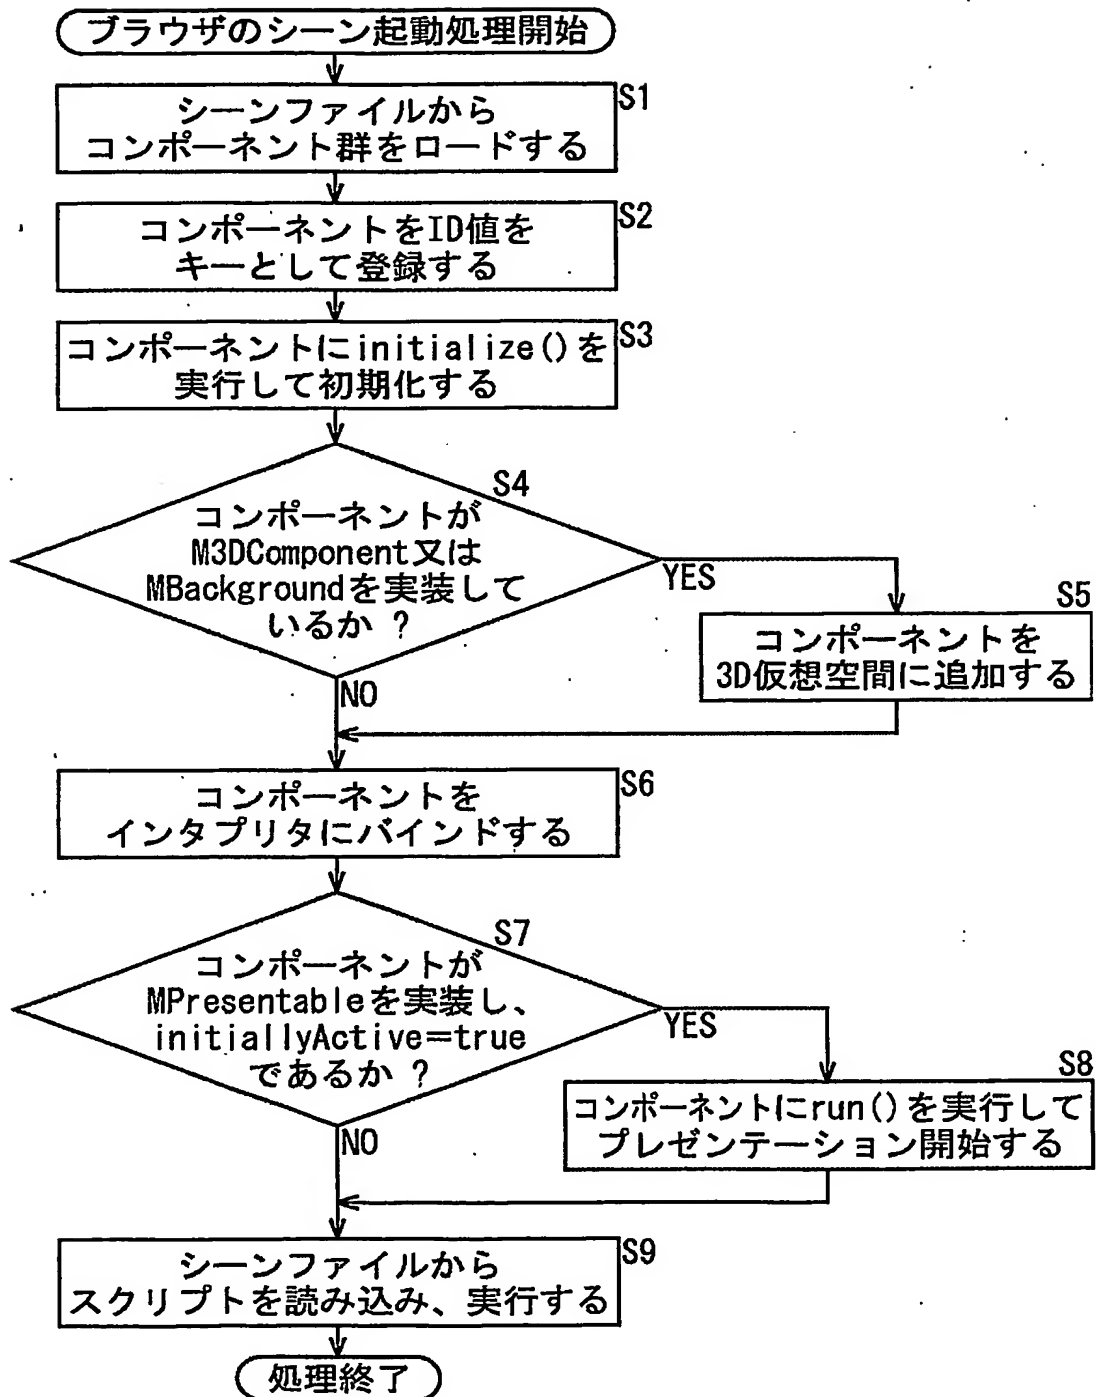 ブラウザのシーン起動処理開始
シーンファイルから
コンポーネント群をロードする
S1
コンポーネントをID値を
キーとして登録する
S2
コンポーネントにinitialize()を
実行して初期化する
S3
S4
コンポーネントが
M3DComponent又は
MBackgroundを実装して
いるか ?
YES
NO
S5
コンポーネントを
3D仮想空間に追加する
コンポーネントを
インタプリタにバインドする
S6
S7
コンポーネントが
MPresentableを実装し、
initiallyActive=true
であるか ?
YES
NO
S8
コンポーネントにrun()を実行して
プレゼンテーション開始する
シーンファイルから
スクリプトを読み込み、実行する
S9
処理終了